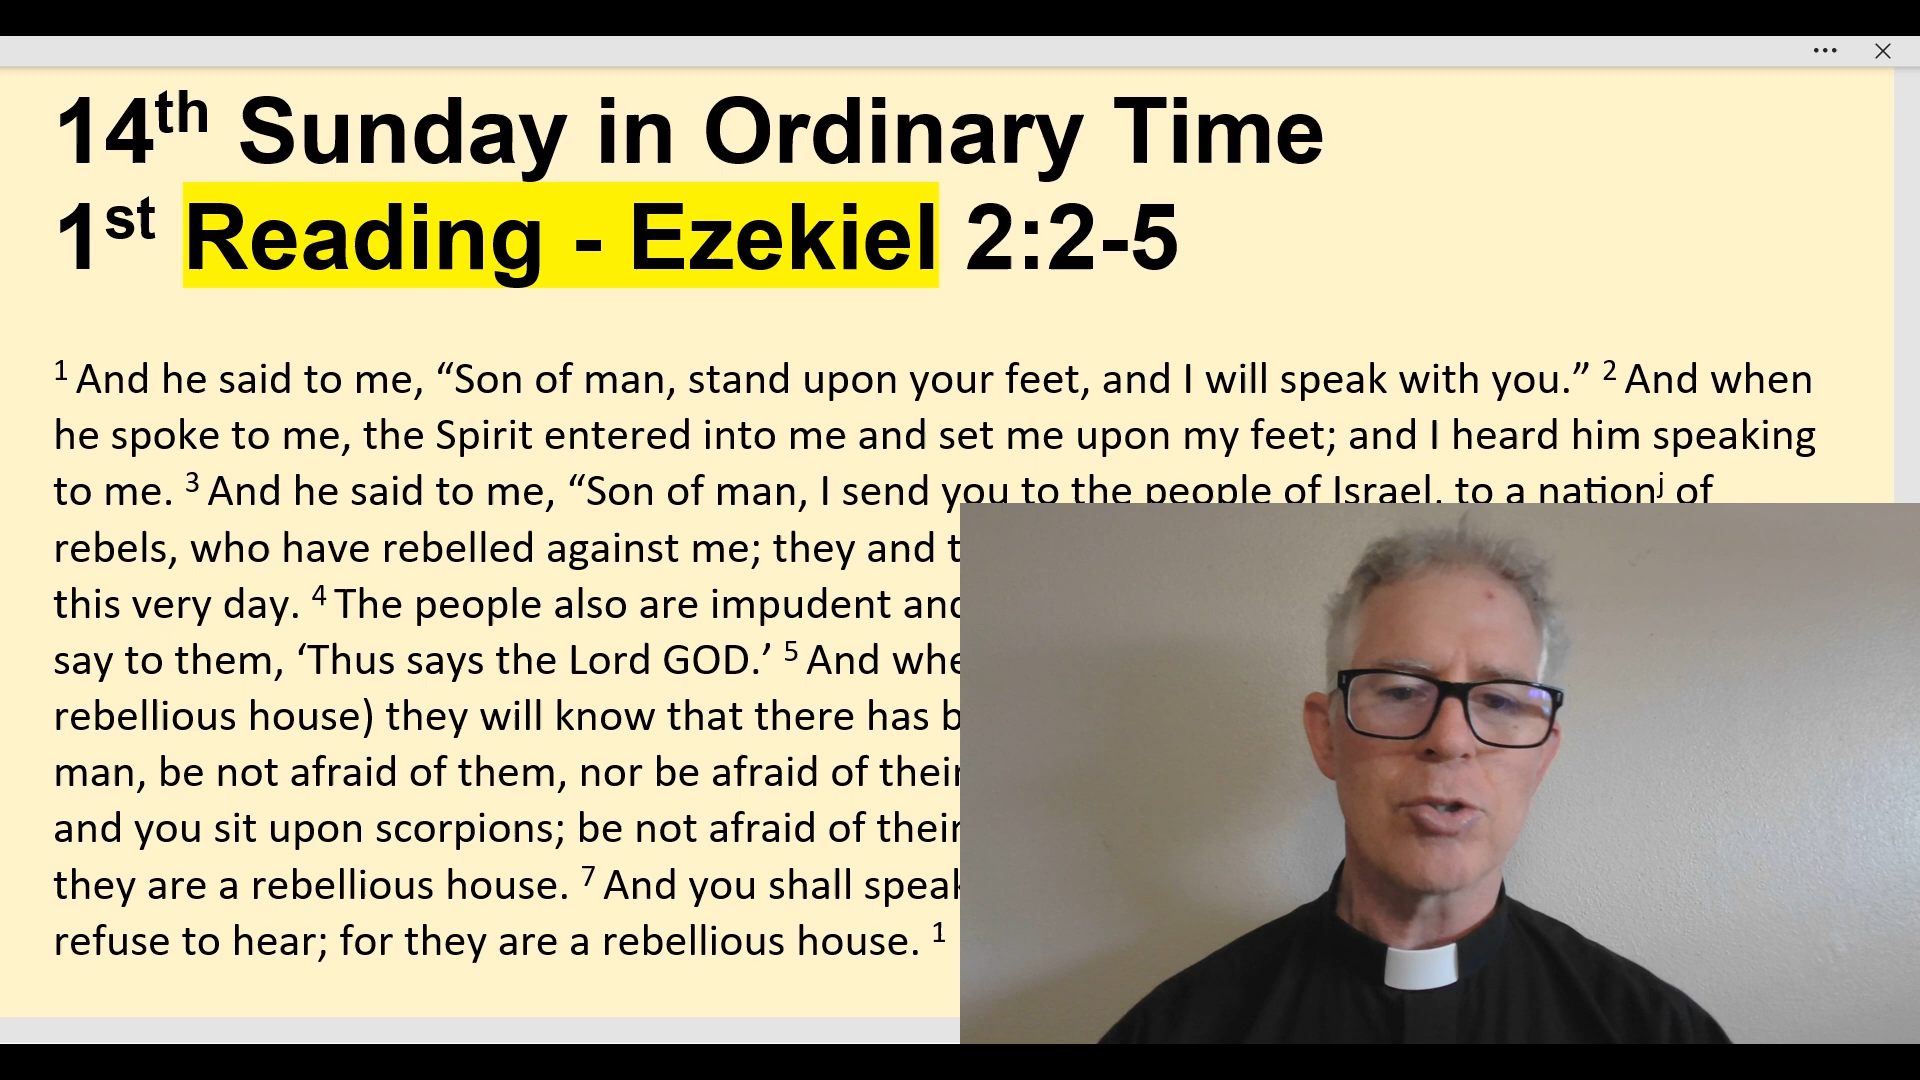 14th Sunday in Ordinary Time
1st Reading - Ezekiel 2:2-5
1 And he said to me, “Son of man, stand upon your feet, and I will speak with you.” 2 And when
he spoke to me, the Spirit entered into me and set me upon my feet; and I heard him speaking
to me. 3 And he said to me, “Son of man, I send you to the people of Israel, to a nationj of
rebels, who have rebelled against me; they and
this very day. 4 The people also are impudent
say to them, ‘Thus says the Lord GOD.’ 5 And
rebellious house) they will know that there has
man, be not afraid of them, nor be afraid of
and you sit upon scorpions; be not afraid of
they are a rebellious house. 7 And you shall
refuse to hear; for they are a rebellious house. 1